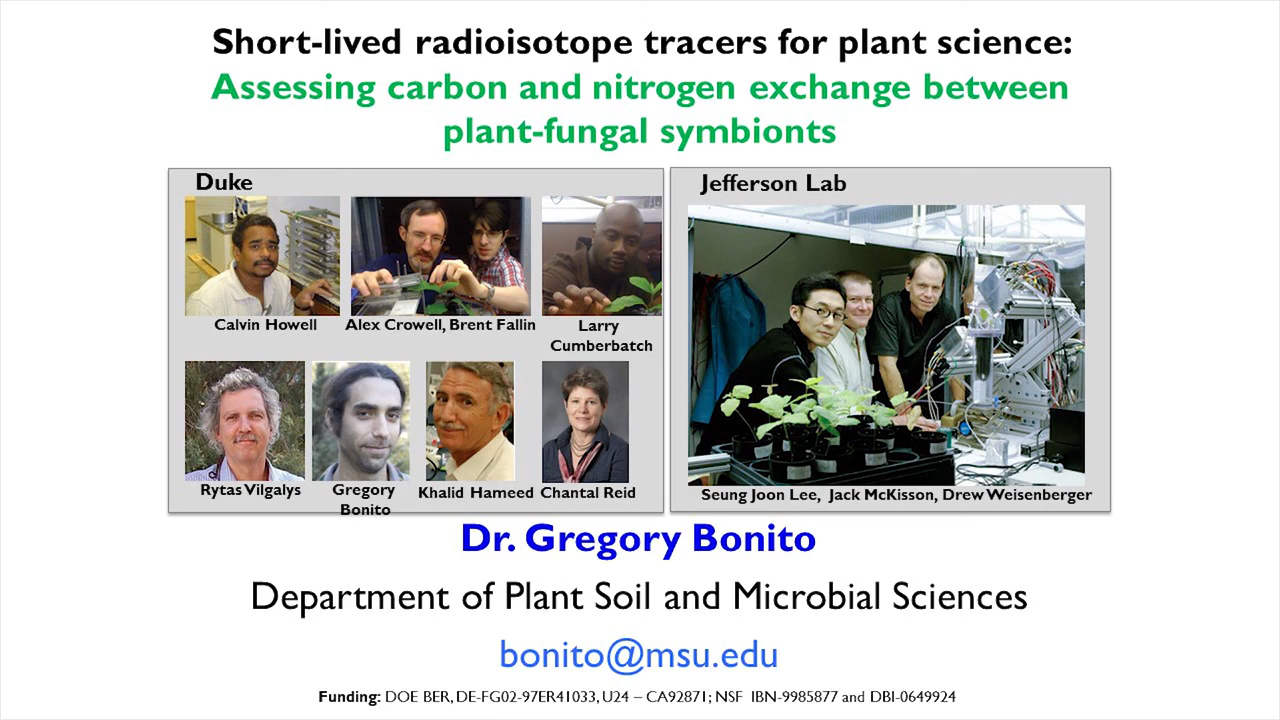 Short-lived radioisotope tracers for plant science:
Assessing carbon and nitrogen exchange between
plant-fungal symbionts
Duke
Calvin Howell
Alex Crowell, Brent Fallin
Larry
Cumberbatch
Rytas Vilgalys
Gregory
Bonito
Khalid Hameed
Chantal Reid
Jefferson Lab
Seung Joon Lee, Jack McKisson, Drew Weisenberger
Dr. Gregory Bonito
Department of Plant Soil and Microbial Sciences
bonito@msu.edu
Funding: DOE BER, DE-FG02-97ER41033, U24 – CA92871; NSF IBN-9985877 and DBI-0649924